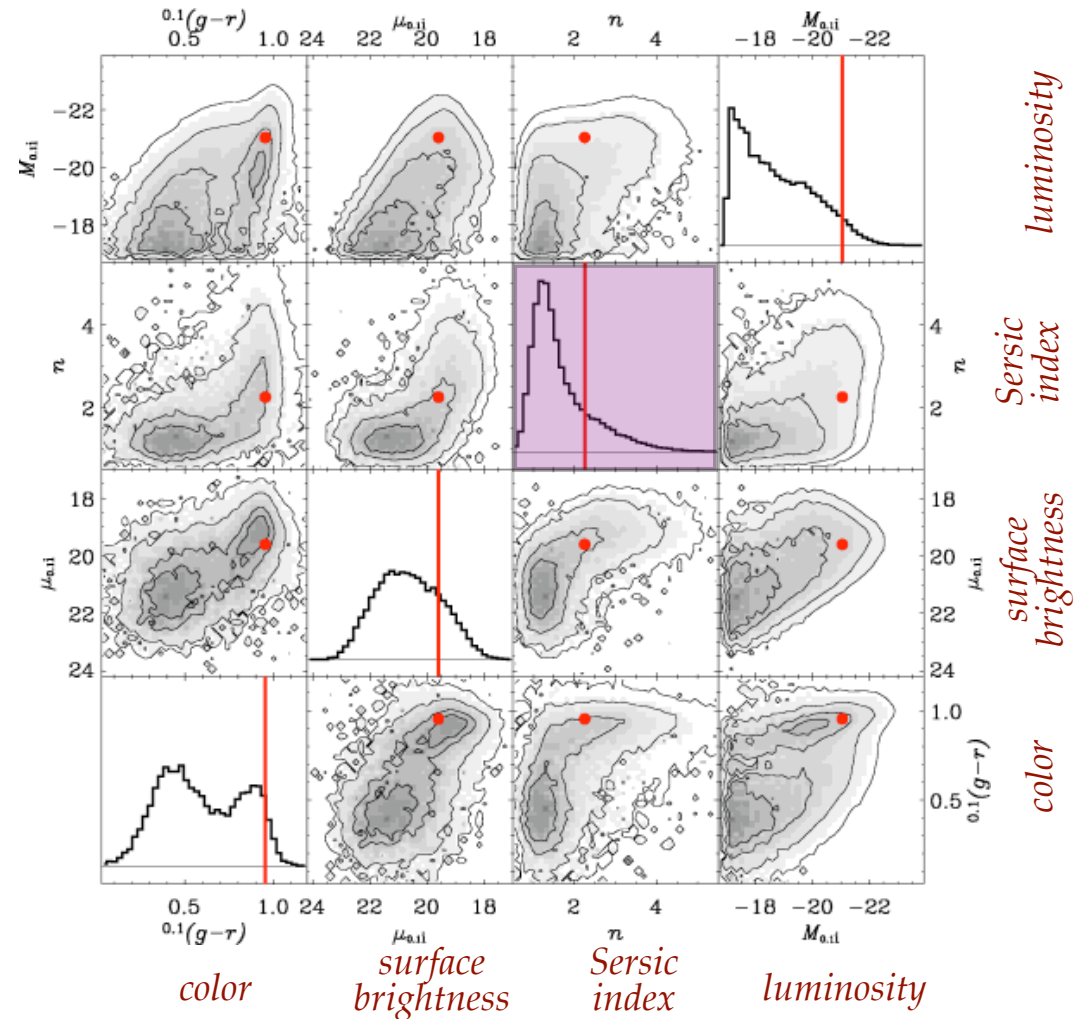 0.1(g−r) μ0.1i n M0.1i
0.5 1.0 24 22 20 18 2 4 −18 −20 −22
M0.1i −22 −20 −18
luminosity
n 4 2
4 2 n
Sersic
index
μ0.1i 18 20 22 24
18 20 22 24 μ0.1i
surface
brightness
1.0 0.5 0.1(g−r)
color
0.5 1.0 24 22 20 18 2 4 −18 −20 −22
0.1(g−r) μ0.1i n M0.1i
color
surface
brightness
Sersic
index
luminosity